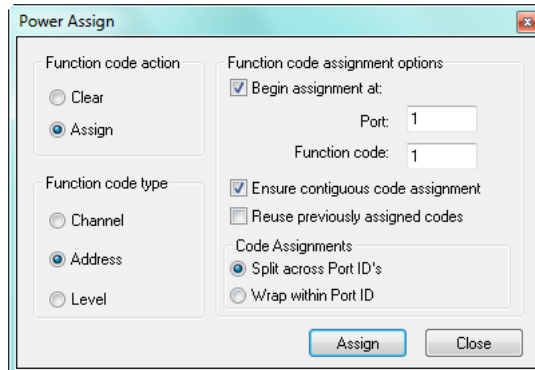 Power Assign
Function code action
Clear
Assign
Function code type
Channel
Address
Level
Function code assignment options
Begin assignment at:
Port: 1
Function code: 1
Ensure contiguous code assignment
Reuse previously assigned codes
Code Assignments
Split across Port ID's
Wrap within Port ID
Assign Close